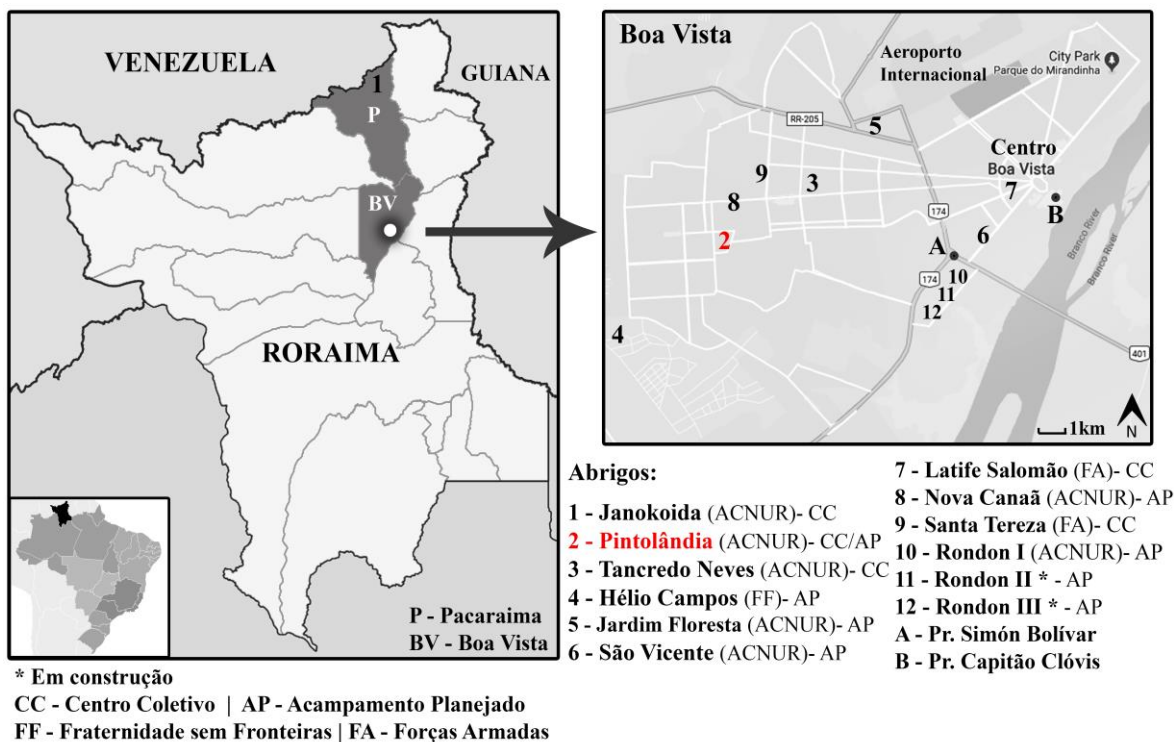 VENEZUELA
GUIANA
1
P
BV
RORAIMA
P - Pacaraima
BV - Boa Vista
Boa Vista
Aeroporto
Internacional
City Park
Parque do Mirandinha
RR-205
5
Centro
Boa Vista
9
3
7
8
174
B
2
6
A
174
10
11
12
Branco River
Branco River
4
401
1km
N
* Em construção
CC - Centro Coletivo | AP - Acampamento Planejado
FF - Fraternidade sem Fronteiras | FA - Forças Armadas
Abrigos:
1 - Janokoida (ACNUR)- CC
2 - Pintolândia (ACNUR)- CC/AP
3 - Tancredo Neves (ACNUR)- CC
4 - Hélio Campos (FF)- AP
5 - Jardim Floresta (ACNUR)- AP
6 - São Vicente (ACNUR)- AP
7 - Latife Salomão (FA)- CC
8 - Nova Canaã (ACNUR)- AP
9 - Santa Tereza (FA)- CC
10 - Rondon I (ACNUR)- AP
11 - Rondon II * - AP
12 - Rondon III * - AP
A - Pr. Simón Bolívar
B - Pr. Capitão Clóvis